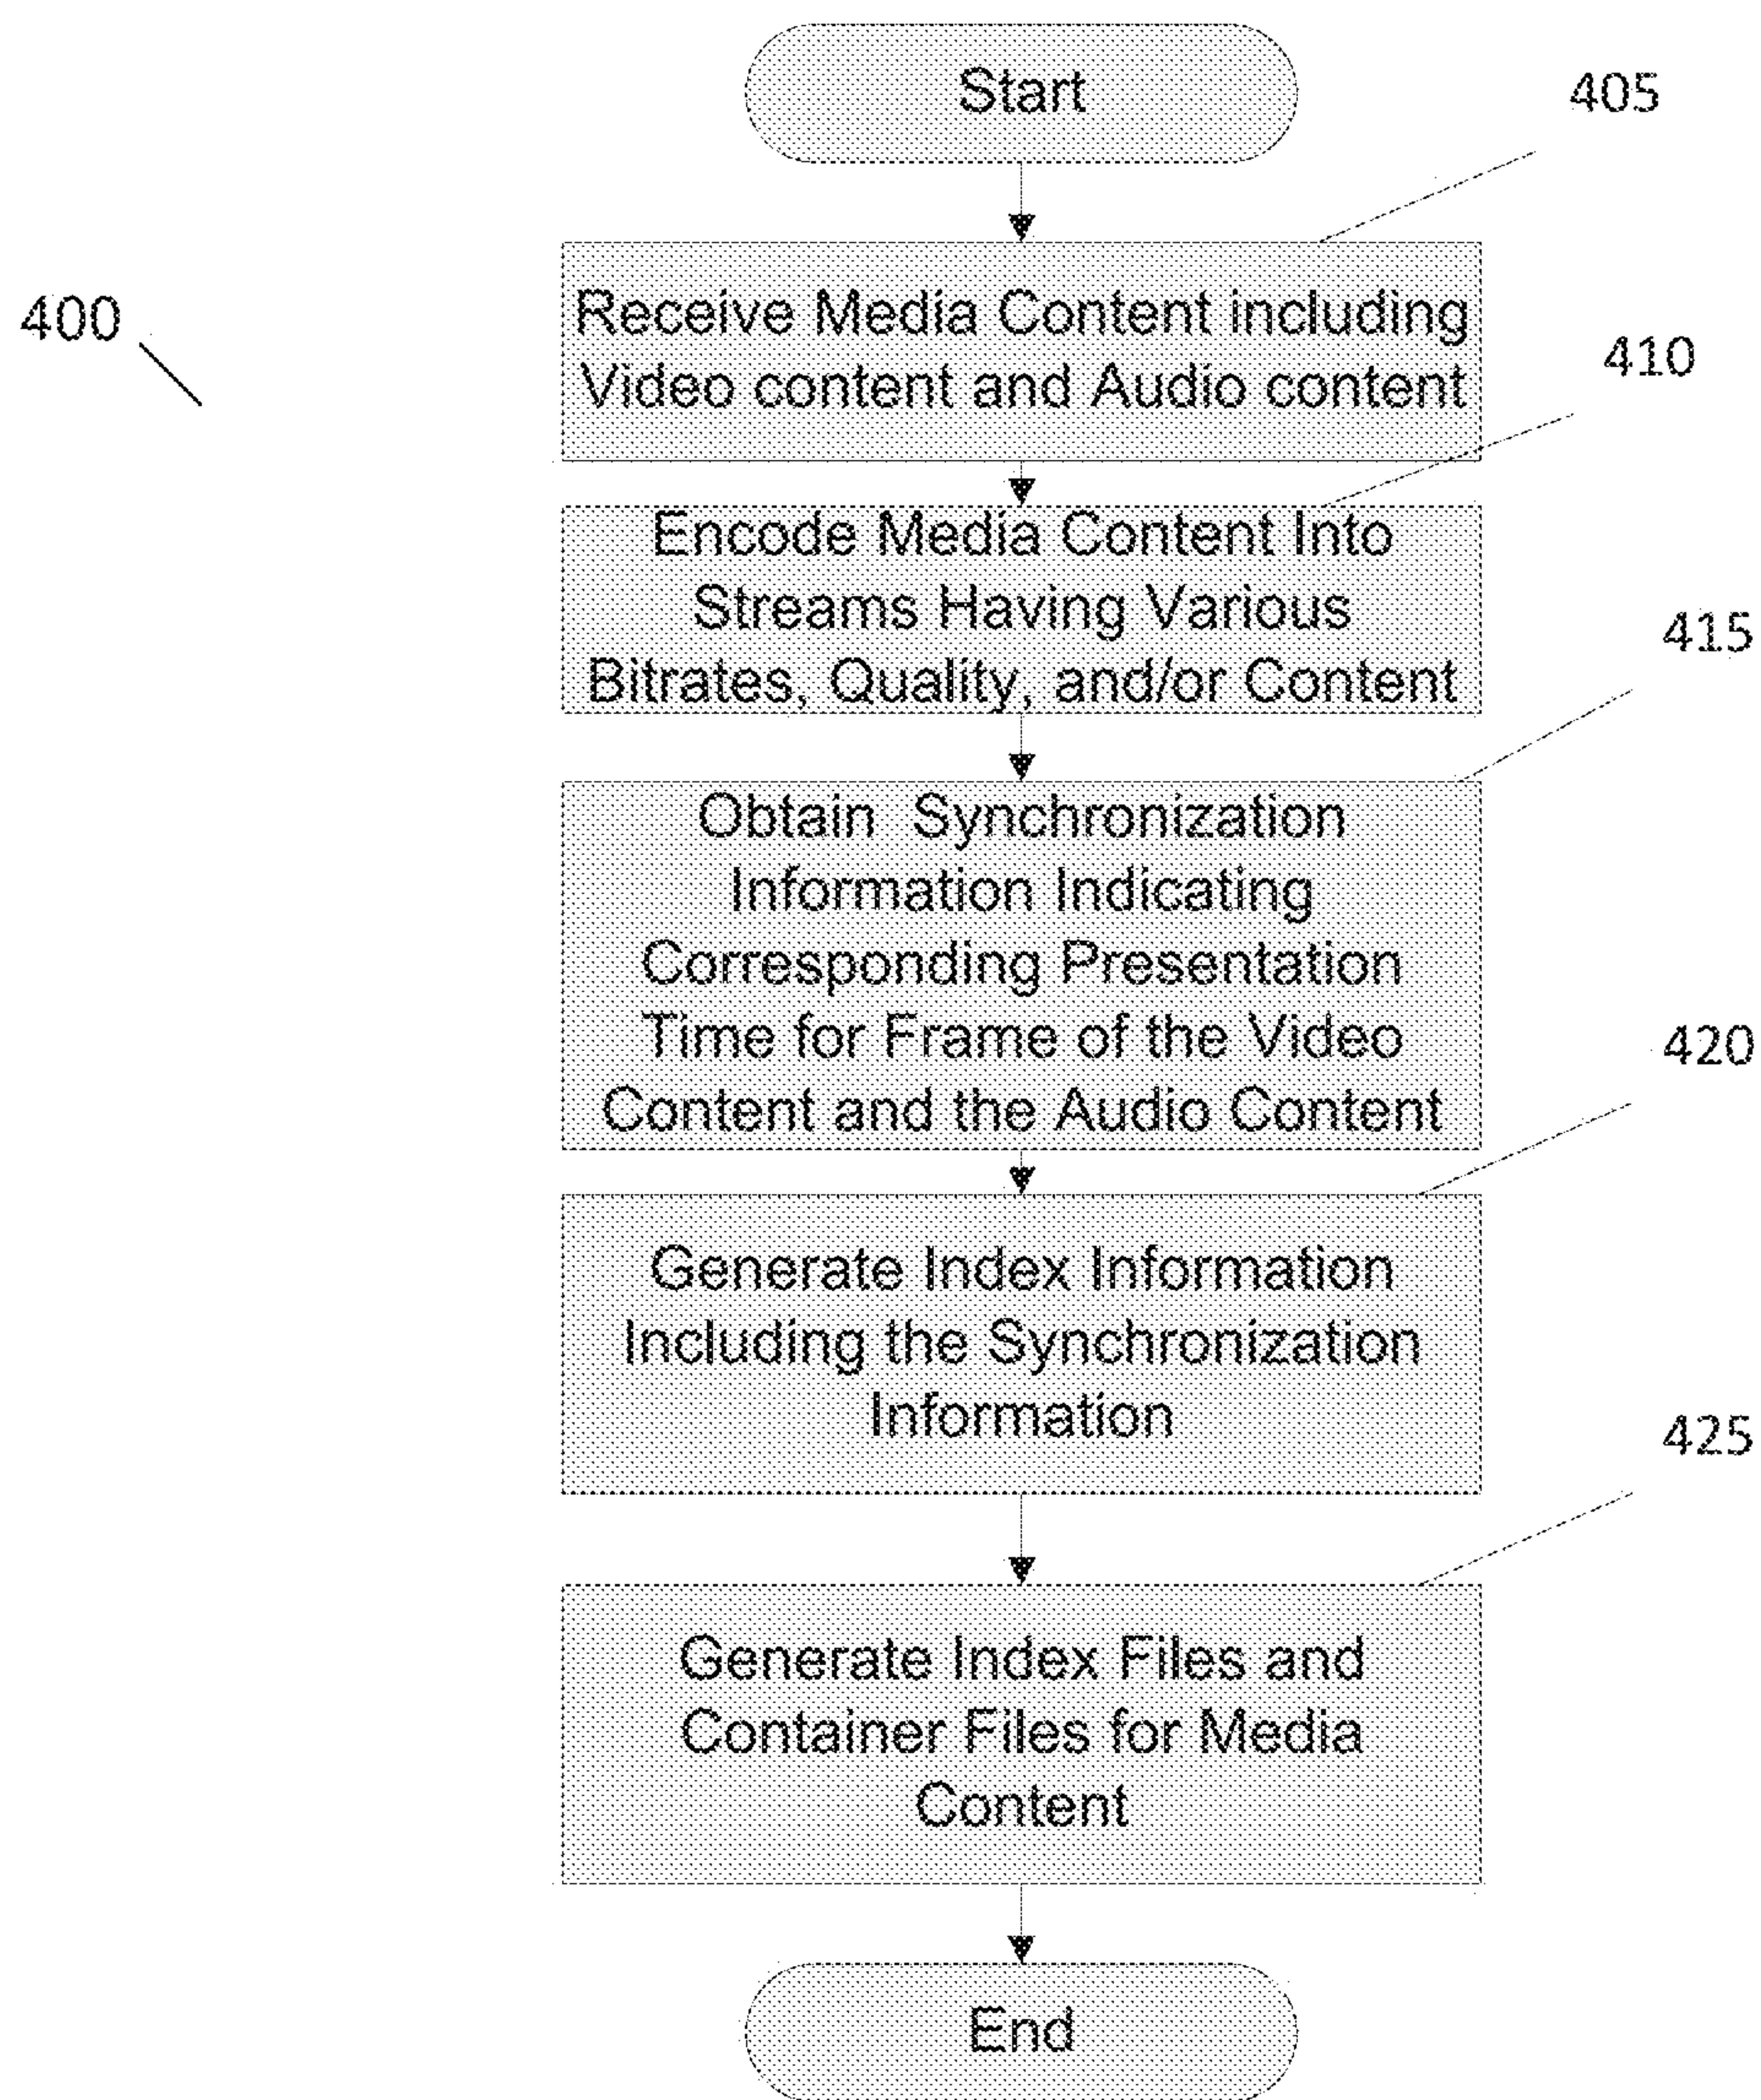 Start
405
400
Receive Media Content including
Video content and Audio content
410
Encode Media Content Into
Streams Having Various
Bitrates, Quality, and/or Content
415
Obtain Synchronization
Information Indicating
Corresponding Presentation
Time for Frame of the Video
Content and the Audio Content
420
Generate Index Information
Including the Synchronization
Information
425
Generate Index Files and
Container Files for Media
Content
End